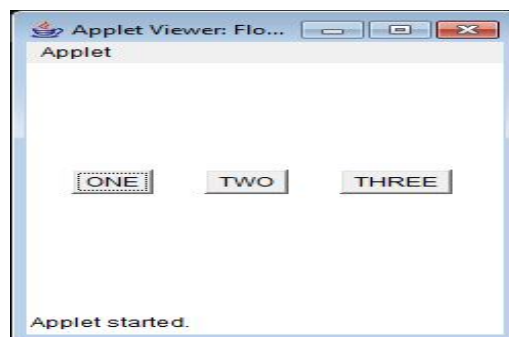 Applet Viewer: Flo...
Applet
ONE TWO THREE
Applet started.